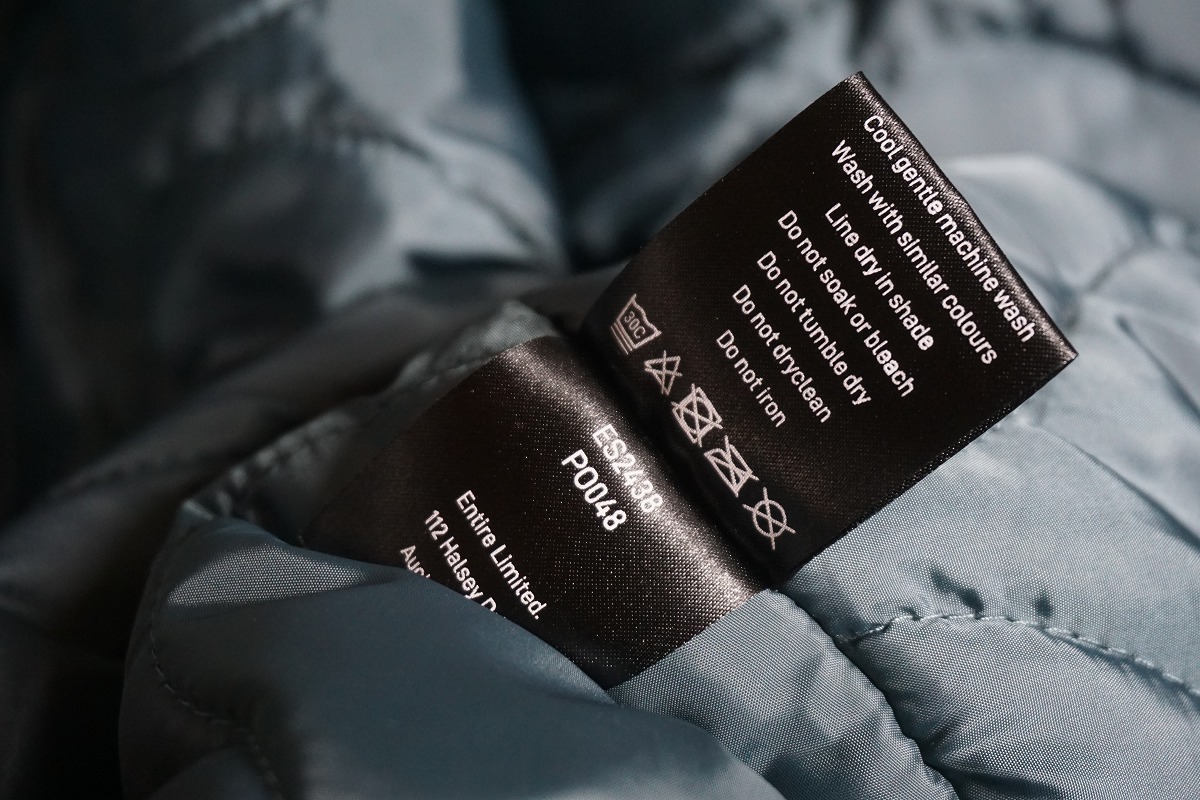 Cool gentle machine wash
Wash with similar colours
Line dry in shade
Do not soak or bleach
Do not tumble dry
Do not dryclean
Do not iron
30C
ES2438
PO048
Entire Limited.
112 Halsey